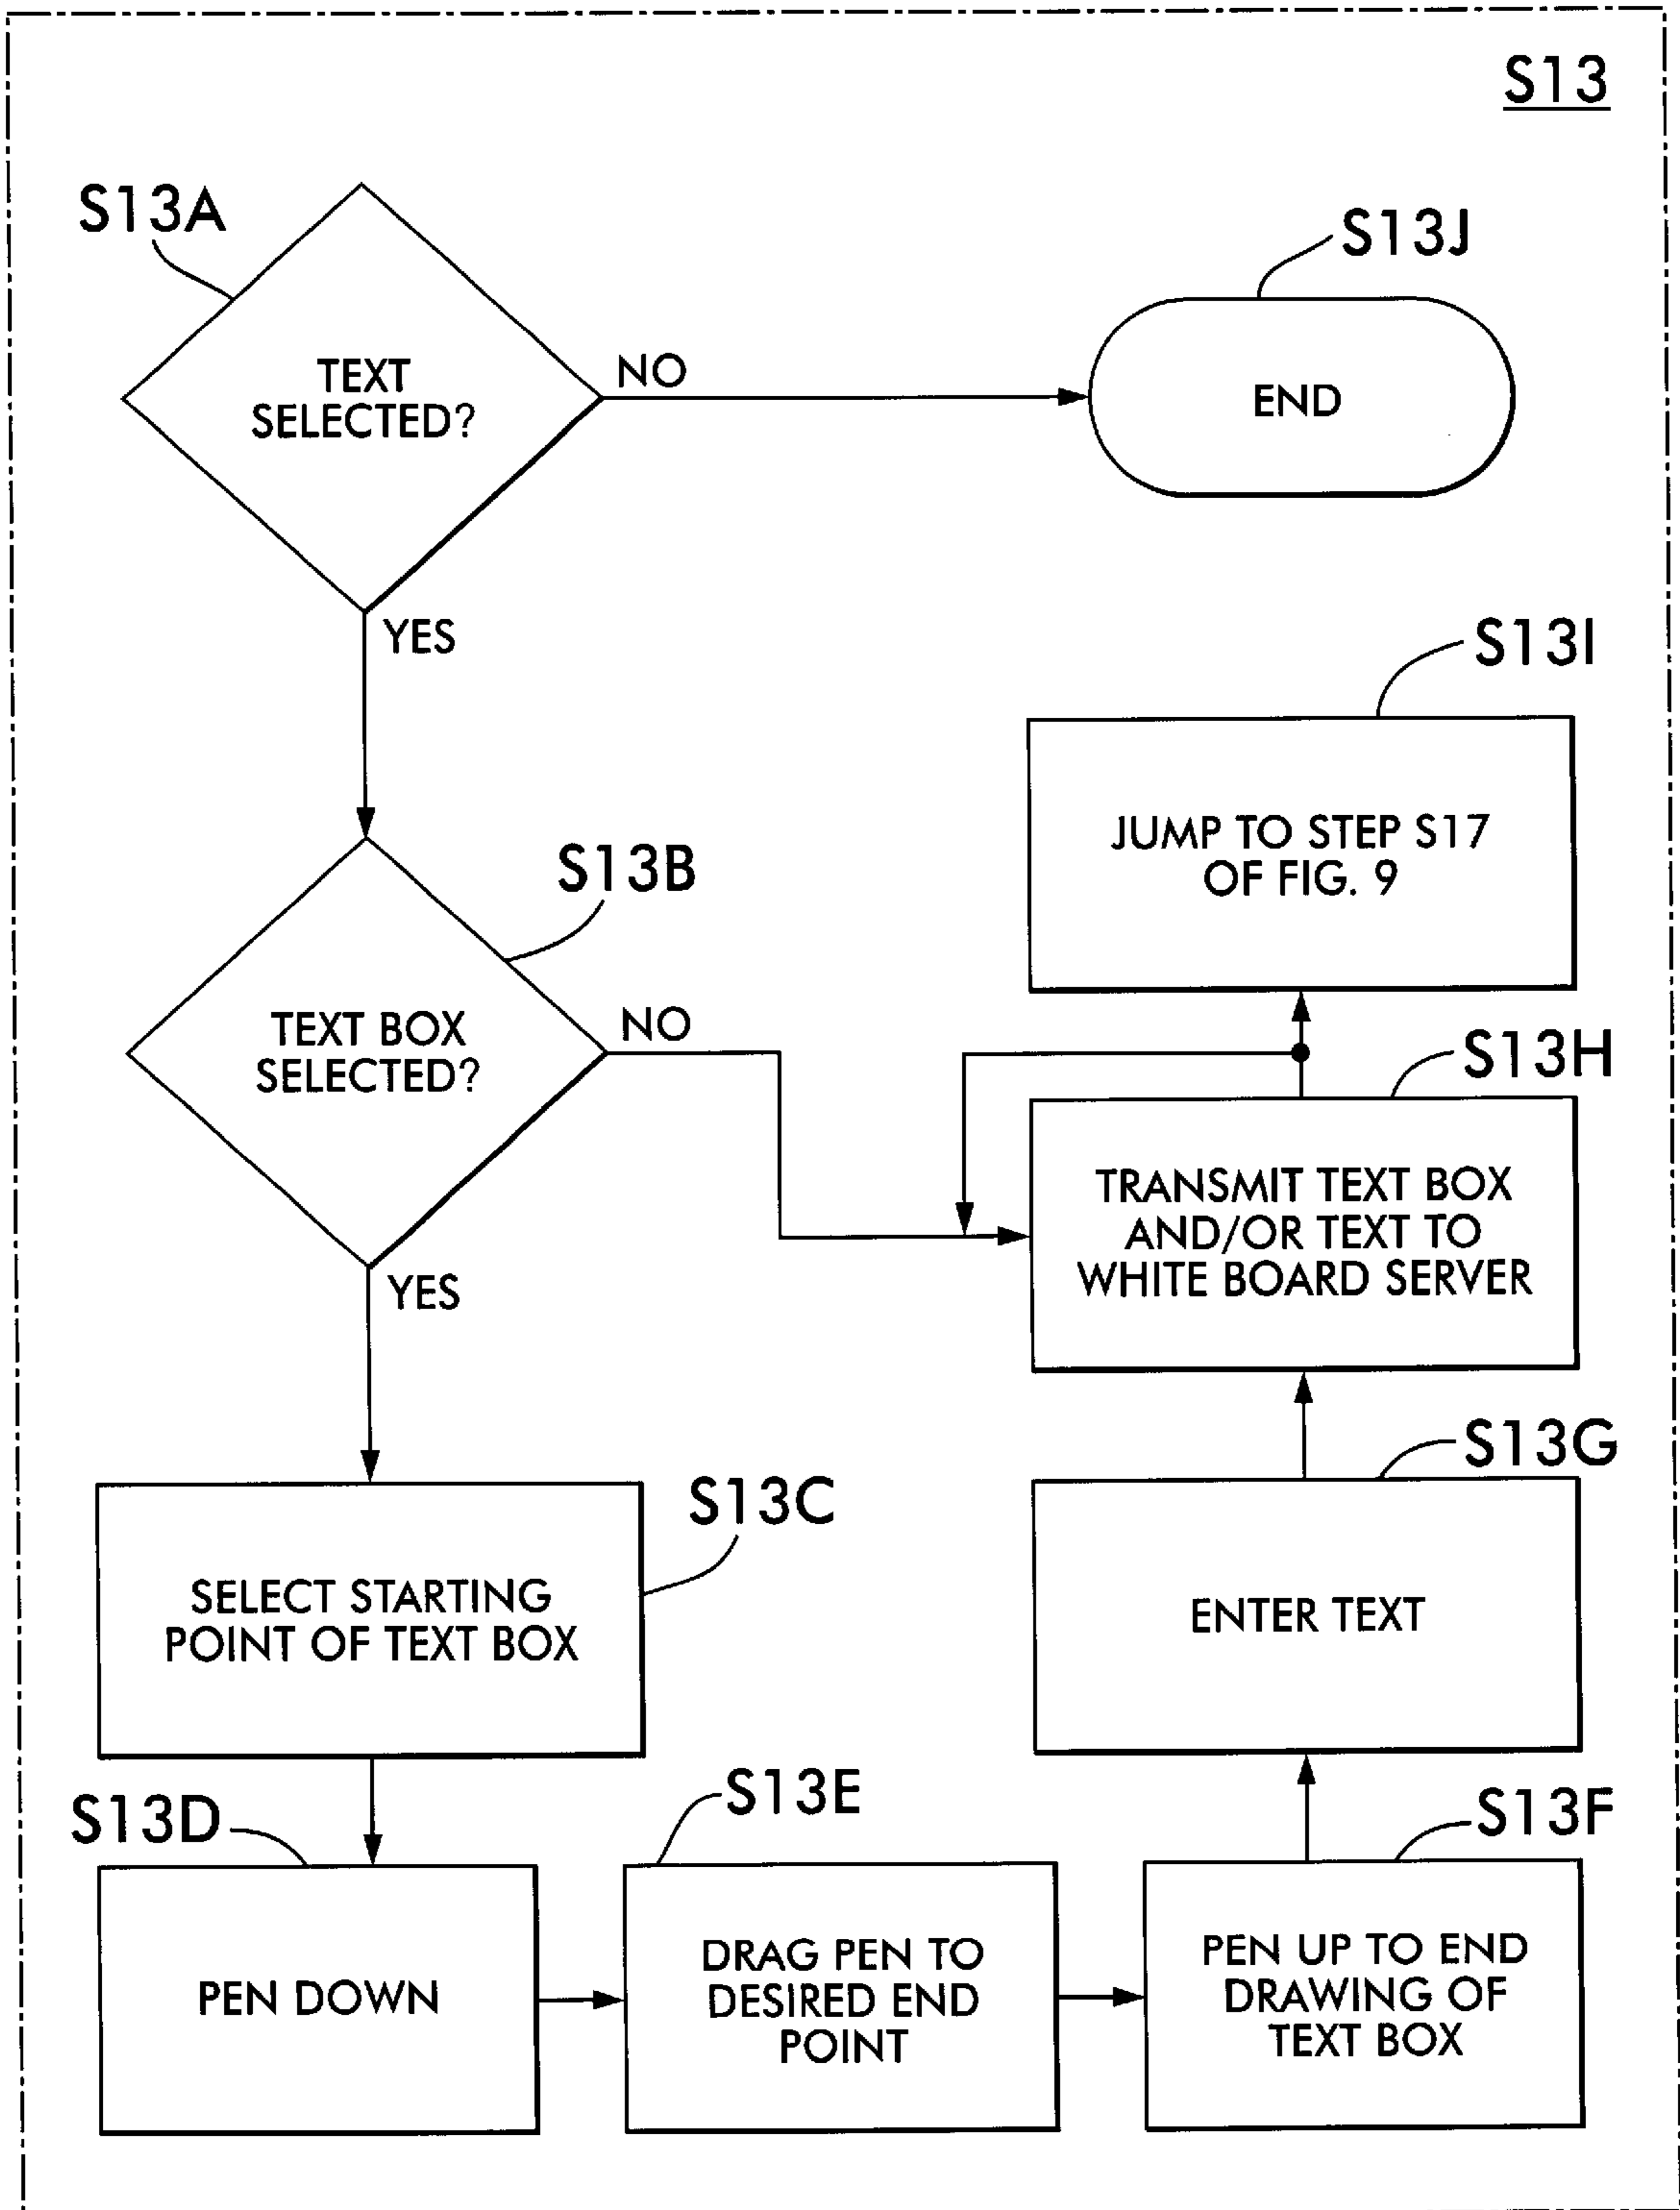 S13
S13A
TEXT
SELECTED?
NO
S13J
END
YES
S13B
TEXT BOX
SELECTED?
NO
S13I
JUMP TO STEP S17
OF FIG. 9
S13H
TRANSMIT TEXT BOX
AND/OR TEXT TO
WHITE BOARD SERVER
YES
S13C
SELECT STARTING
POINT OF TEXT BOX
S13G
ENTER TEXT
S13D
PEN DOWN
S13E
DRAG PEN TO
DESIRED END
POINT
S13F
PEN UP TO END
DRAWING OF
TEXT BOX